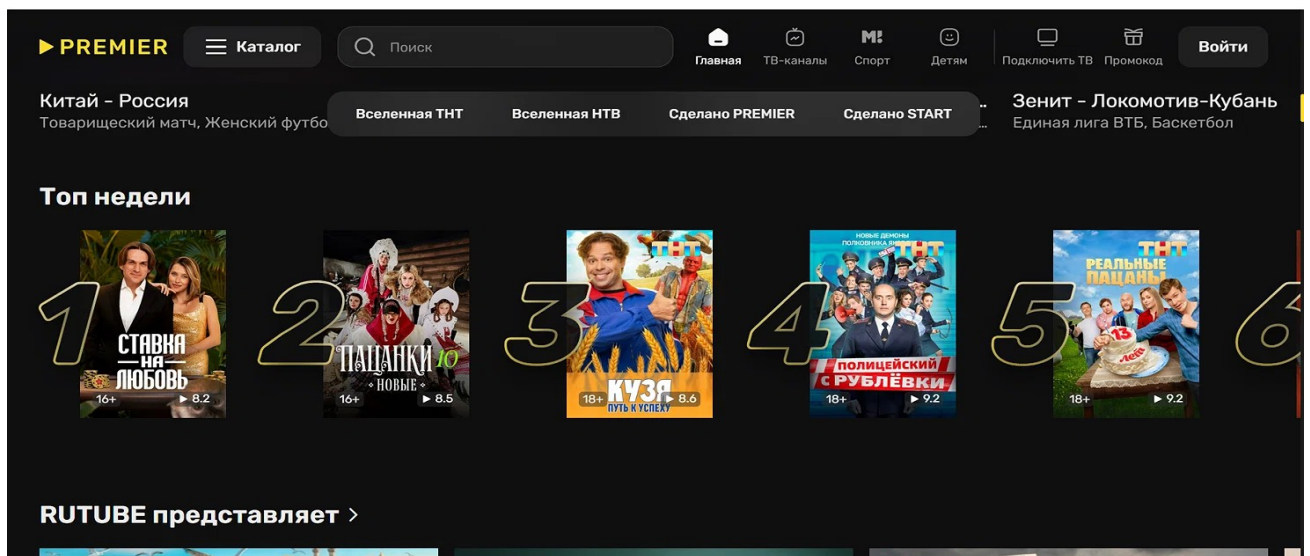 PREMIER
Каталог
Поиск
Главная
ТВ-каналы
М!
Спорт
Детям
Подключить ТВ
Промокод
Войти
Китай - Россия
Товарищеский матч, Женский футбо
Вселенная ТНТ
Вселенная НТВ
Сделано PREMIER
Сделано START
..
...
Зенит - Локомотив-Кубань
Единая лига ВТБ, Баскетбол
Топ недели
1
СТАВКА
НА
ЛЮБОВЬ
16+
8.2
2
ПАЦАНКИ 10
НОВЫЕ
16+
8.5
3
ТНТ
КУЗЯ
ПУТЬ К УСПЕХУ
18+
8.6
4
НОВЫЕ ДЕМОНЫ
ПОЛКОВНИКА
ТНТ
ПОЛИЦЕЙСКИЙ
С РУБЛЁВКИ
18+
9.2
5
ТНТ
РЕАЛЬНЫЕ
ПАЦАНЫ
13
лет
18+
9.2
6
RUTUBE представляет